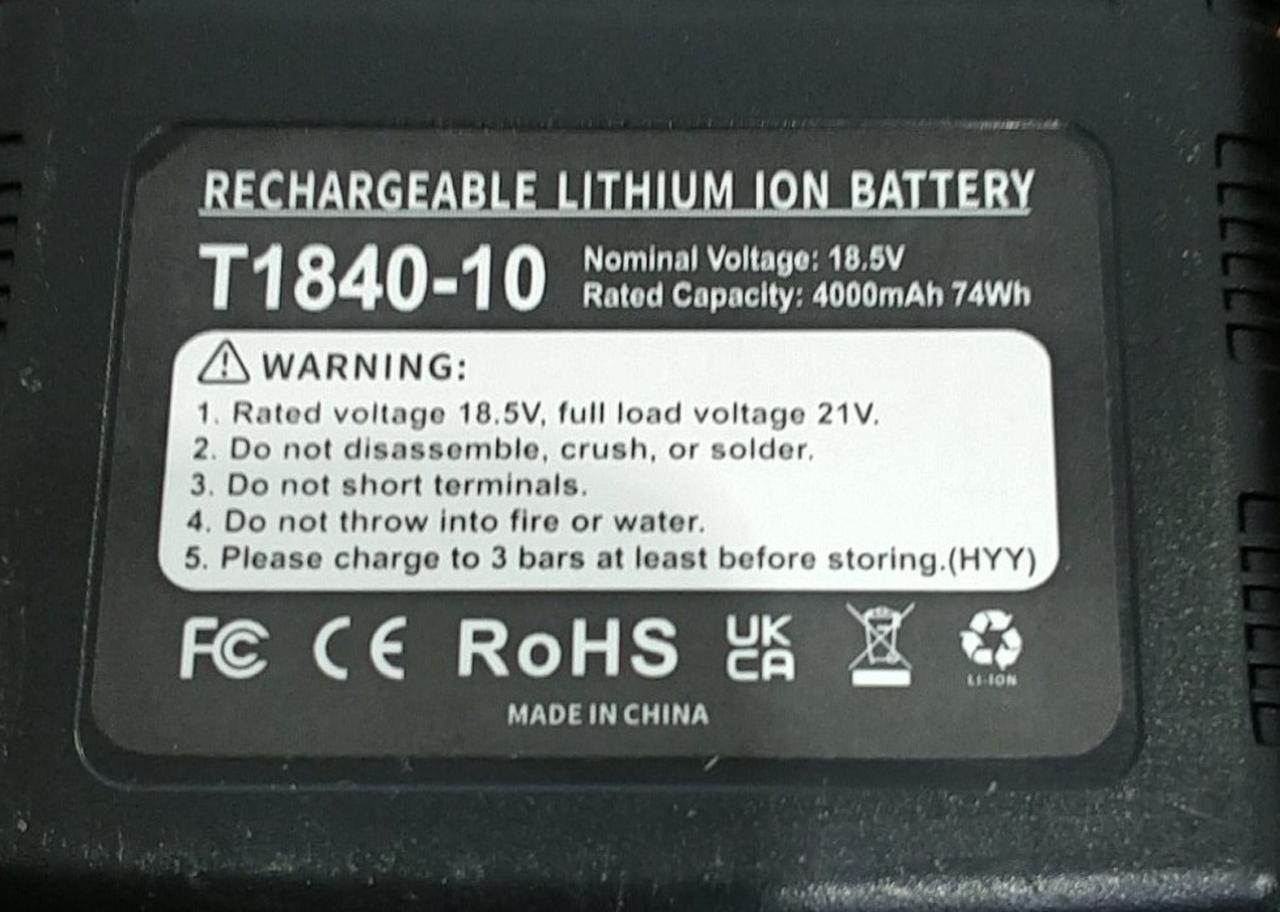 RECHARGEABLE LITHIUM ION BATTERY
T1840-10
Nominal Voltage: 18.5V
Rated Capacity: 4000mAh 74Wh
WARNING:
1. Rated voltage 18.5V, full load voltage 21V.
2. Do not disassemble, crush, or solder.
3. Do not short terminals.
4. Do not throw into fire or water.
5. Please charge to 3 bars at least before storing.(HYY)
FC CE RoHS UK
CA
LI-ION
MADE IN CHINA